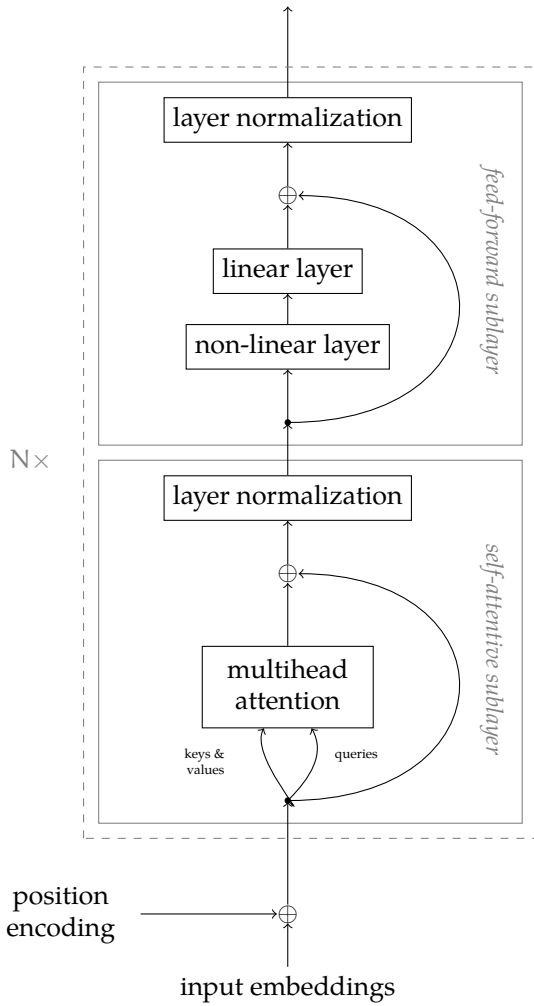 layer normalization
linear layer
non-linear layer
feed-forward sublayer
N×
layer normalization
multihead
attention
keys &
values
queries
self-attentive sublayer
position
encoding
input embeddings